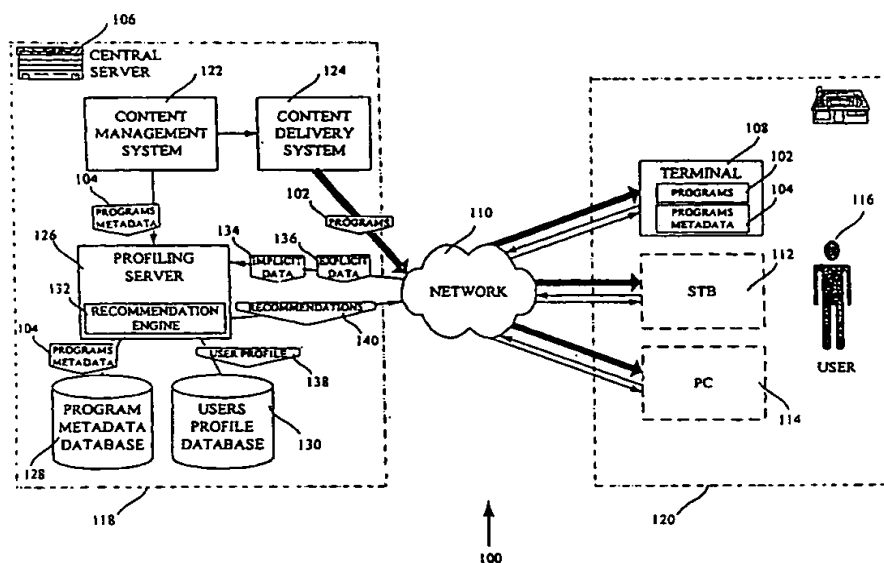 106
CENTRAL
SERVER
122
124
CONTENT
MANAGEMENT
SYSTEM
CONTENT
DELIVERY
SYSTEM
104
PROGRAMS
METADATA
102
PROGRAMS
126
PROFILING
SERVER
134
136
IMPLICIT
DATA
EXPLICIT
DATA
132
RECOMMENDATION
ENGINE
RECOMMENDATIONS
140
104
PROGRAMS
METADATA
USER PROFILE
138
PROGRAM
METADATA
DATABASE
128
USERS
PROFILE
DATABASE
130
118
110
NETWORK
100
108
TERMINAL
102
PROGRAMS
104
PROGRAMS
METADATA
112
STB
PC
114
116
USER
120